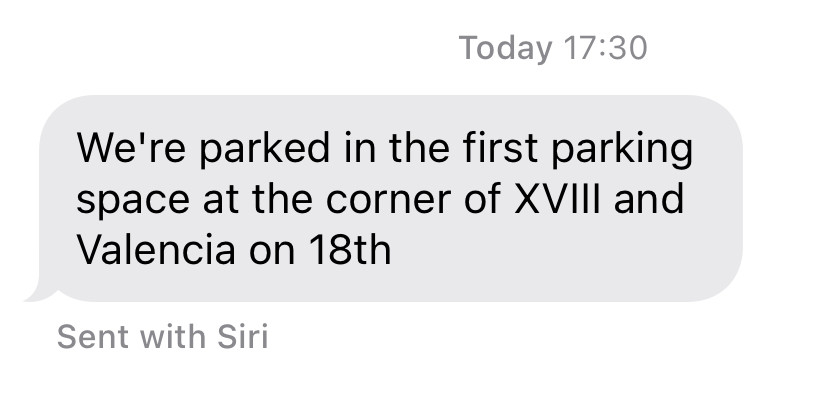 Today 17:30
We're parked in the first parking
space at the corner of XVIII and
Valencia on 18th
Sent with Siri